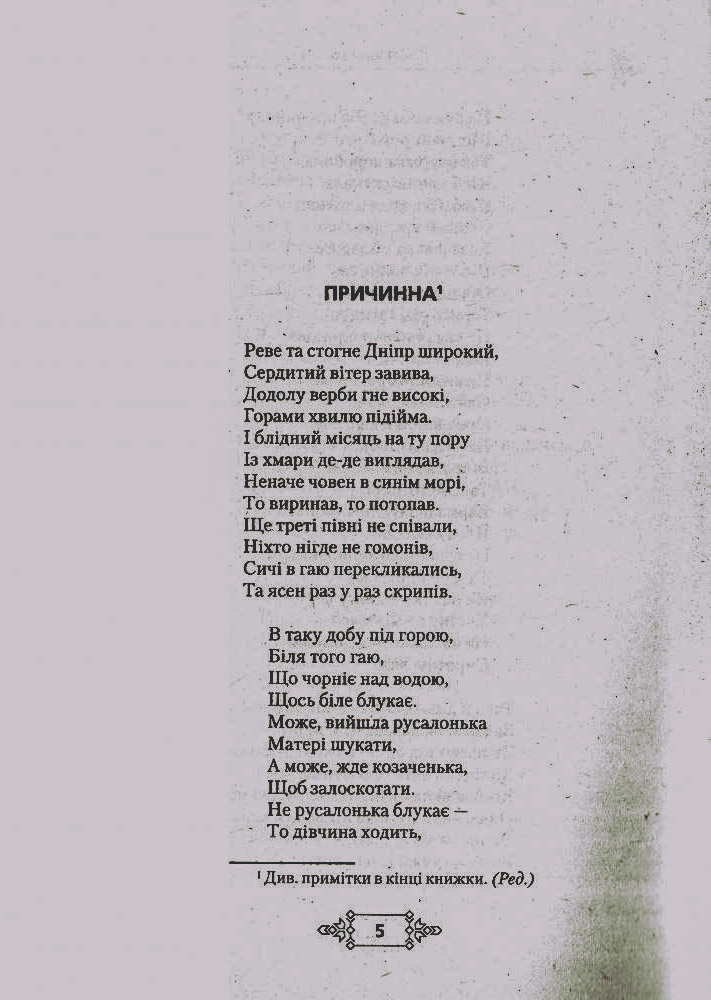 ПРИЧИННА¹
Реве та стогне Дніпр широкий,
Сердитий вітер завива,
Додолу верби гне високі,
Горами хвилю підійма.
І блідний місяць на ту пору
Із хмари де-де виглядав,
Неначе човен в синім морі,
То виринав, то потопав.
Ще треті півні не співали,
Ніхто нігде не гомонів,
Сичі в гаю перекликались,
Та ясен раз у раз скрипів.
В таку добу під горою,
Біля того гаю,
Що чорніє над водою,
Щось біле блукає.
Може, вийшла русалонька
Матері шукати,
А може, жде козаченька,
Щоб залоскотати.
Не русалонька блукає —
То дівчина ходить,
¹ Див. примітки в кінці книжки. (Ред.)
5